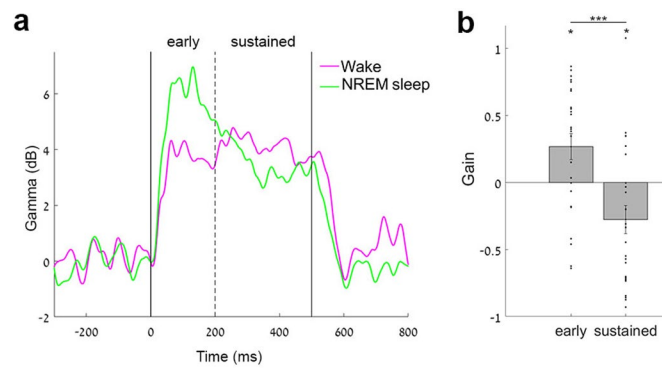 a
early sustained
Wake
NREM sleep
6
4
2
0
-2
Gamma (dB)
-200 0 200 400 600 800
Time (ms)
b
***
* *
1
0.5
0
-0.5
-1
Gain
early sustained